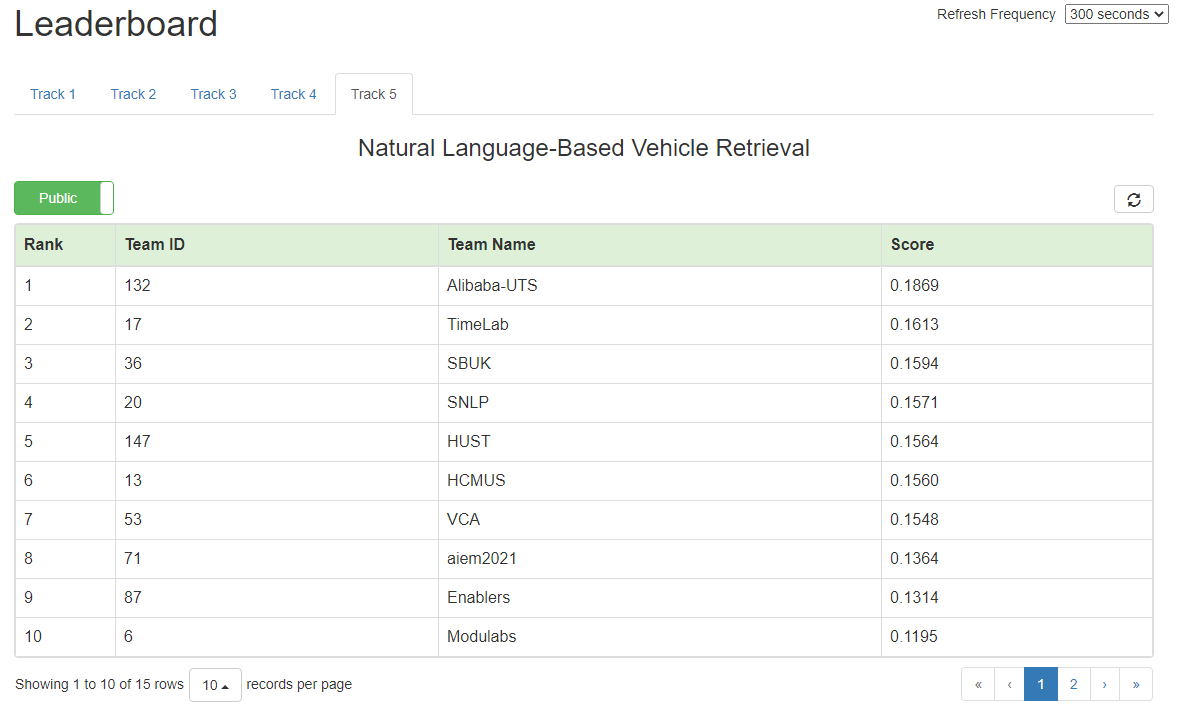 Leaderboard
Refresh Frequency 300 seconds
Track 1 Track 2 Track 3 Track 4 Track 5
Natural Language-Based Vehicle Retrieval
Public
Rank Team ID Team Name Score
1 132 Alibaba-UTS 0.1869
2 17 TimeLab 0.1613
3 36 SBUK 0.1594
4 20 SNLP 0.1571
5 147 HUST 0.1564
6 13 HCMUS 0.1560
7 53 VCA 0.1548
8 71 aiem2021 0.1364
9 87 Enablers 0.1314
10 6 Modulabs 0.1195
Showing 1 to 10 of 15 rows 10 records per page
« ‹ 1 2 › »